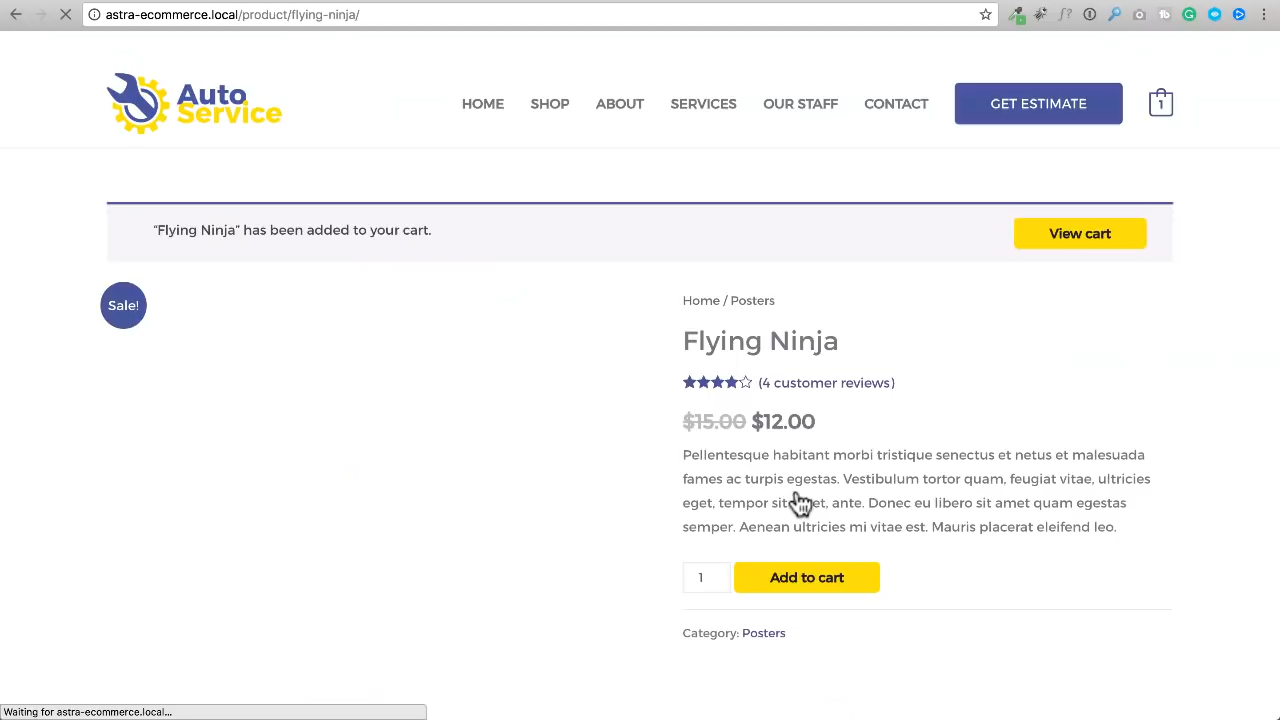 astra-ecommerce.local/product/flying-ninja/
Auto
Service
HOME
SHOP
ABOUT
SERVICES
OUR STAFF
CONTACT
GET ESTIMATE
1
“Flying Ninja” has been added to your cart.
View cart
Sale!
Home / Posters
Flying Ninja
(4 customer reviews)
$15.00 $12.00
Pellentesque habitant morbi tristique senectus et netus et malesuada
fames ac turpis egestas. Vestibulum tortor quam, feugiat vitae, ultricies
eget, tempor sit ante. Donec eu libero sit amet quam egestas
semper. Aenean ultricies mi vitae est. Mauris placerat eleifend leo.
1
Add to cart
Category: Posters
Waiting for astra-ecommerce.local...